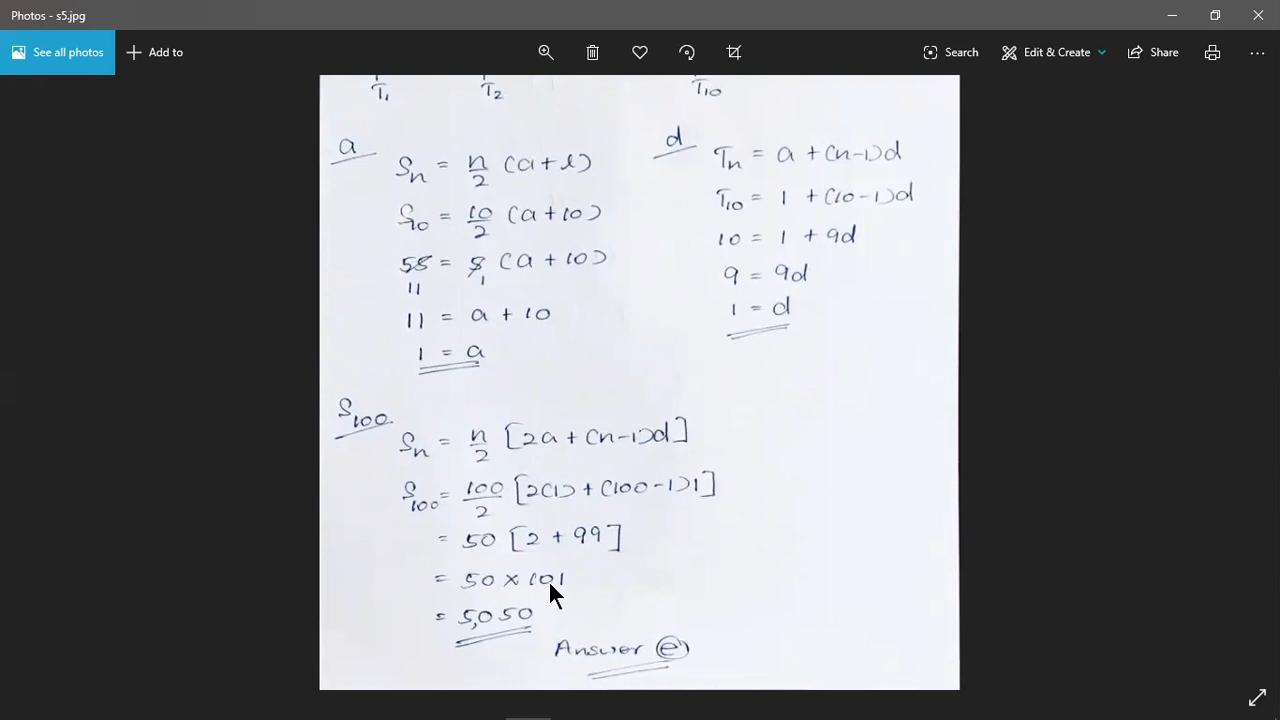 Photos - s5.jpg
See all photos
Add to
Search
Edit & Create
Share
T₁ T₂ T₁₀
a
Sₙ = n/2 (a + l)
S₁₀ = 10/2 (a + 10)
55 = 5 (a + 10)
11 1
11 = a + 10
1 = a
d
Tₙ = a + (n-1)d
T₁₀ = 1 + (10-1)d
10 = 1 + 9d
9 = 9d
1 = d
S₁₀₀
Sₙ = n/2 [2a + (n-1)d]
S₁₀₀ = 100/2 [2(1) + (100-1)1]
= 50 [2 + 99]
= 50 × 101
= 5,050
Answer (e)